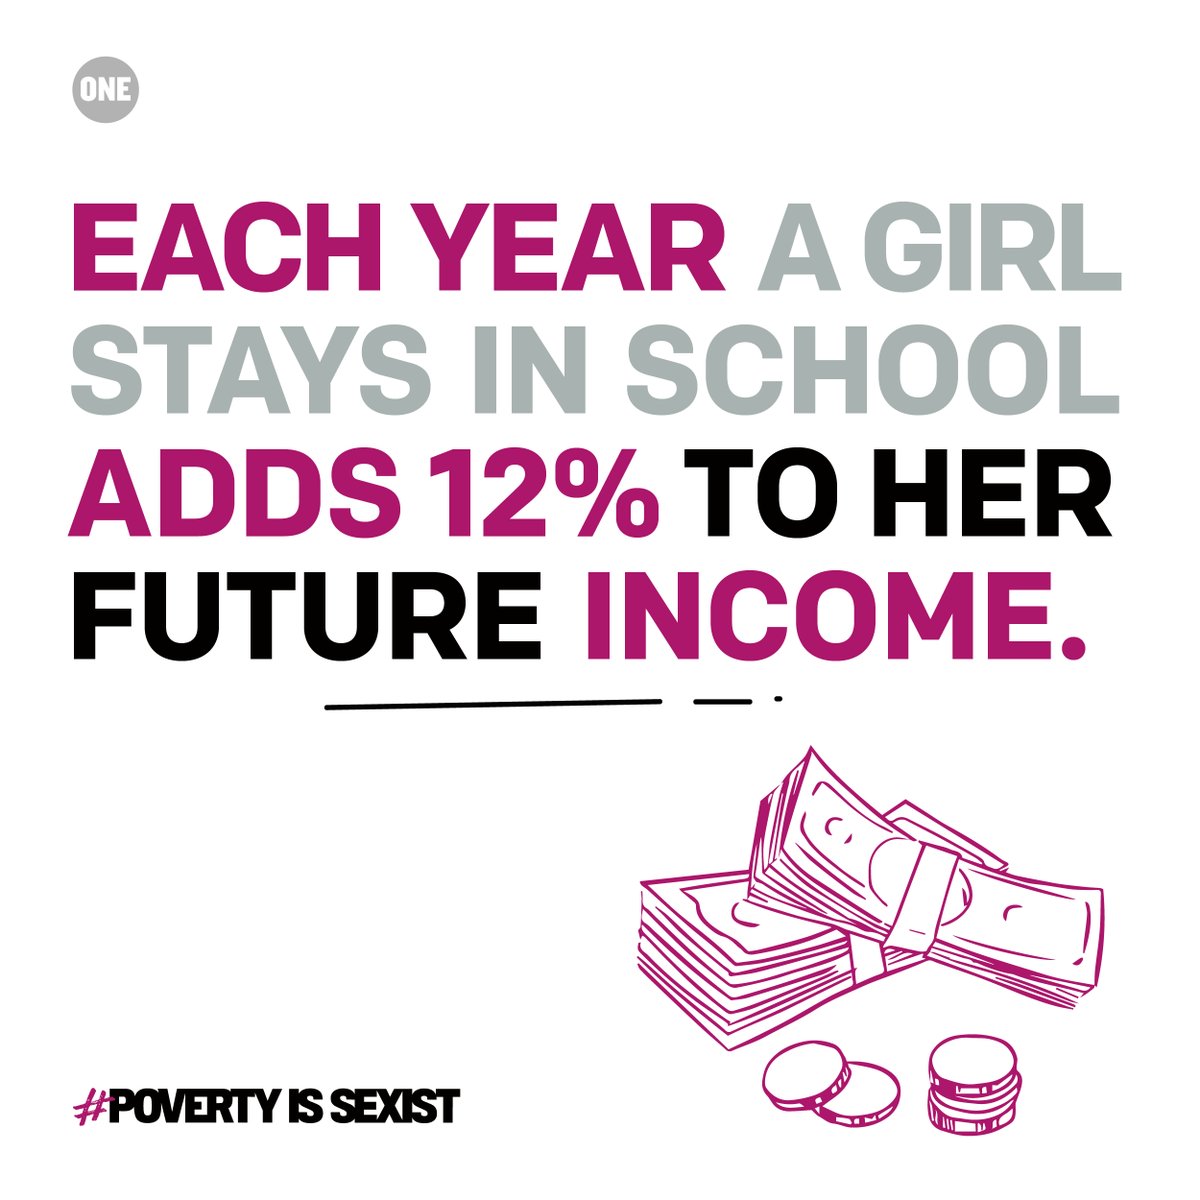 ONE
EACH YEAR A GIRL
STAYS IN SCHOOL
ADDS 12% TO HER
FUTURE INCOME.
#POVERTY IS SEXIST